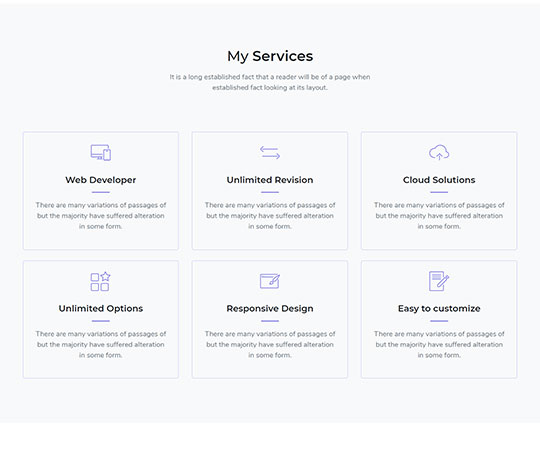 My Services
It is a long established fact that a reader will be of a page when
established fact looking at its layout.
Web Developer
There are many variations of passages of
but the majority have suffered alteration
in some form.
Unlimited Revision
There are many variations of passages of
but the majority have suffered alteration
in some form.
Cloud Solutions
There are many variations of passages of
but the majority have suffered alteration
in some form.
Unlimited Options
There are many variations of passages of
but the majority have suffered alteration
in some form.
Responsive Design
There are many variations of passages of
but the majority have suffered alteration
in some form.
Easy to customize
There are many variations of passages of
but the majority have suffered alteration
in some form.